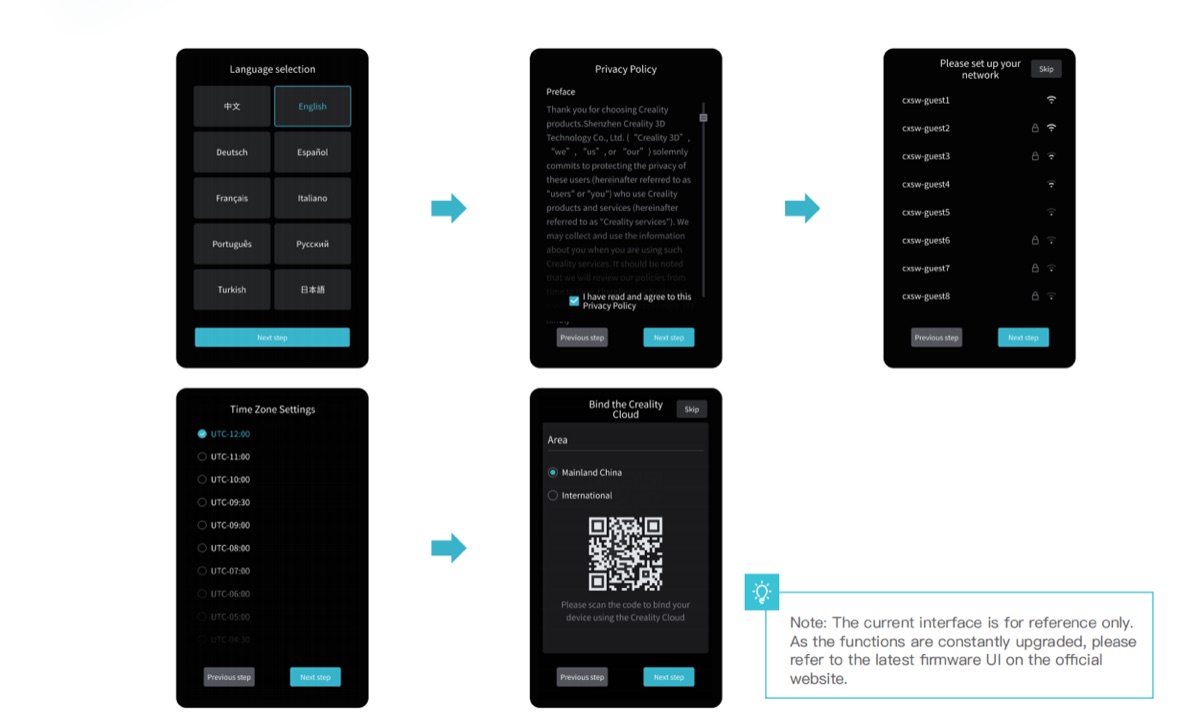 Language selection
中文
English
Deutsch
Español
Français
Italiano
Português
Русский
Turkish
日本語
Next step
Privacy Policy
Preface
Thank you for choosing Creality
products.Shenzhen Creality 3D
Technology Co., Ltd. ( “Creality 3D” ,
“we” , “us” , or “our” ) solemnly
commits to protecting the privacy of
these users (hereinafter referred to as
"users" or "you") who use Creality
products and services (hereinafter
referred to as "Creality services"). We
may collect and use the information
about you when you are using such
Creality services. It should be noted
that we will review our policies from
I have read and agree to this
Privacy Policy
Previous step
Next step
Please set up your
network
Skip
cxsw-guest1
cxsw-guest2
cxsw-guest3
cxsw-guest4
cxsw-guest5
cxsw-guest6
cxsw-guest7
cxsw-guest8
Previous step
Next step
Time Zone Settings
UTC-12:00
UTC-11:00
UTC-10:00
UTC-09:30
UTC-09:00
UTC-08:00
UTC-07:00
UTC-06:00
UTC-05:00
UTC-04:30
Previous step
Next step
Bind the Creality
Cloud
Skip
Area
Mainland China
International
Please scan the code to bind your
device using the Creality Cloud
Previous step
Next step
Note: The current interface is for reference only.
As the functions are constantly upgraded, please
refer to the latest firmware UI on the official
website.